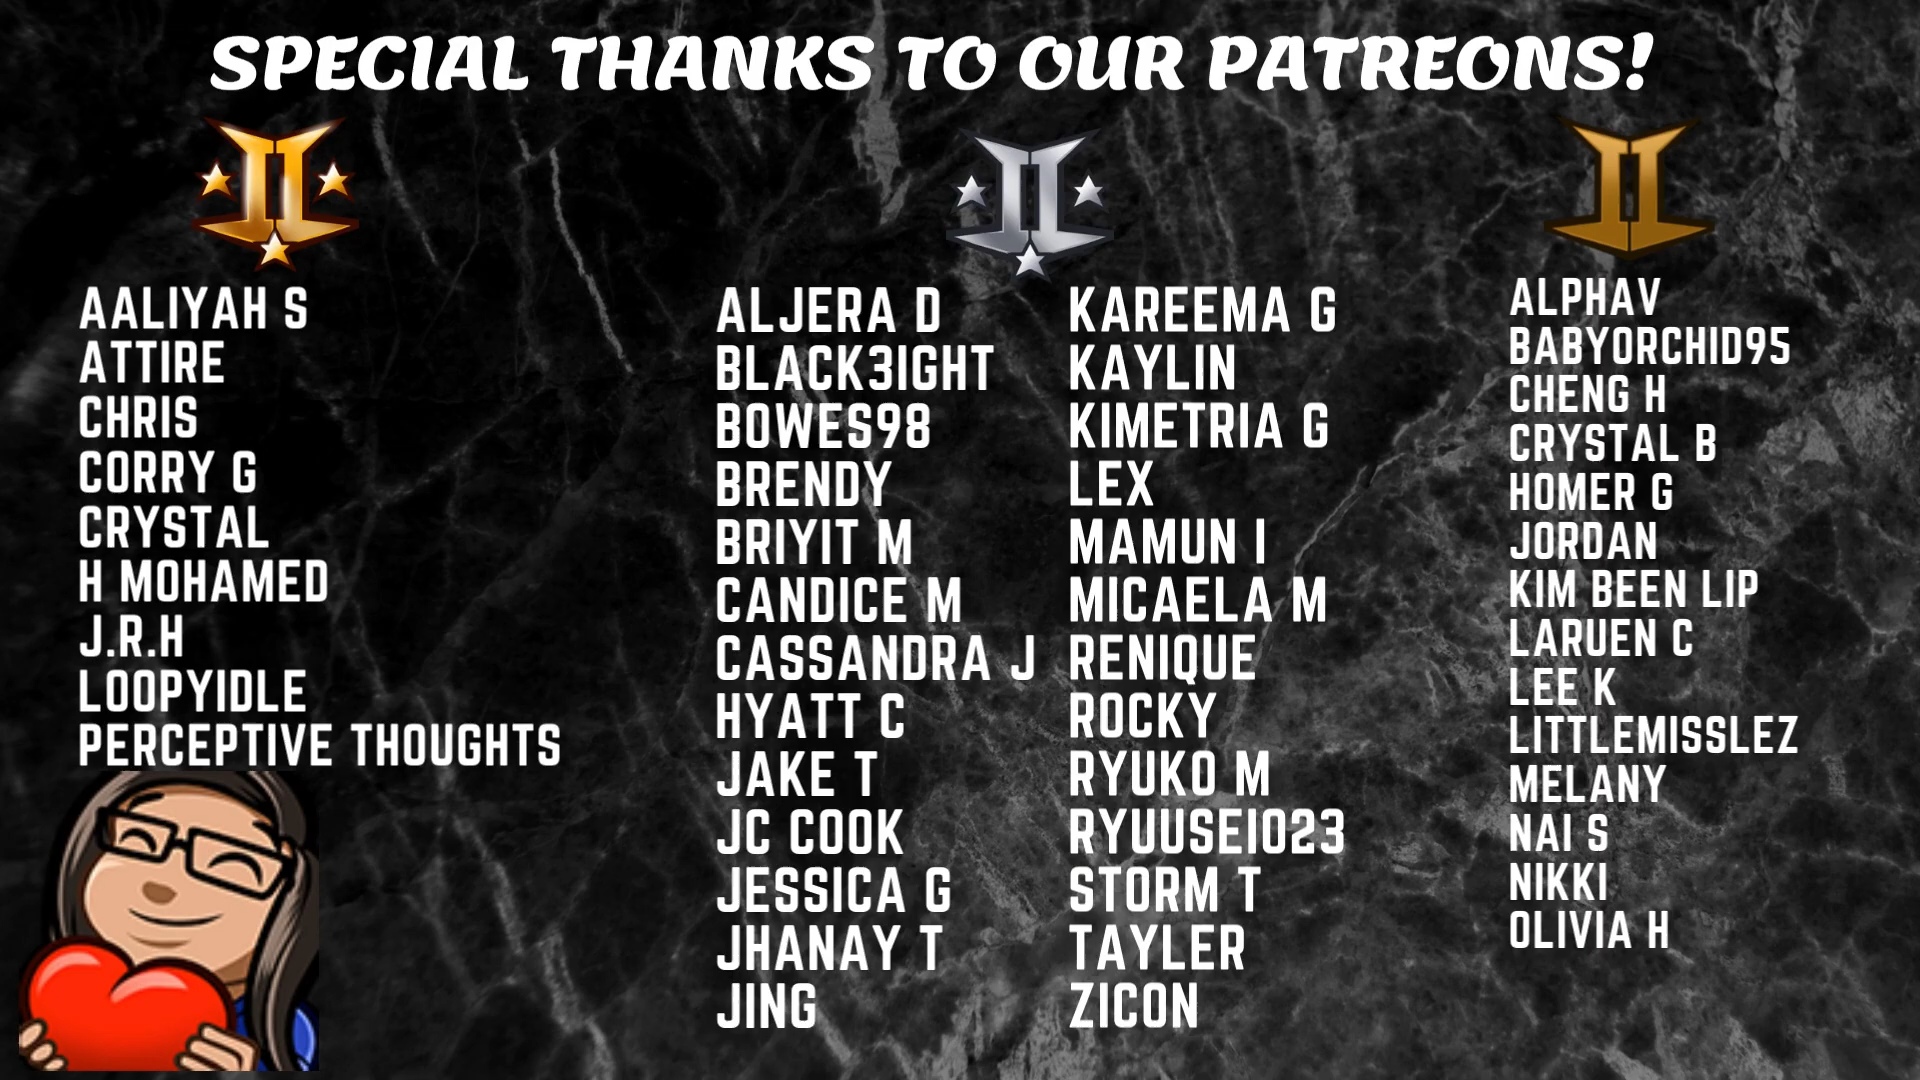 SPECIAL THANKS TO OUR PATREONS!
AALIYAH S
ATTIRE
CHRIS
CORRY G
CRYSTAL
H MOHAMED
J.R.H
LOOPYIDLE
PERCEPTIVE THOUGHTS
ALJERA D
BLACK3IGHT
BOWES98
BRENDY
BRIYIT M
CANDICE M
CASSANDRA J
HYATT C
JAKE T
JC COOK
JESSICA G
JHANAY T
JING
KAREEMA G
KAYLIN
KIMETRIA G
LEX
MAMUN I
MICAELA M
RENIQUE
ROCKY
RYUKO M
RYUUSEI023
STORM T
TAYLER
ZICON
ALPHAV
BABYORCHID95
CHENG H
CRYSTAL B
HOMER G
JORDAN
KIM BEEN LIP
LARUEN C
LEE K
LITTLEMISSLEZ
MELANY
NAI S
NIKKI
OLIVIA H